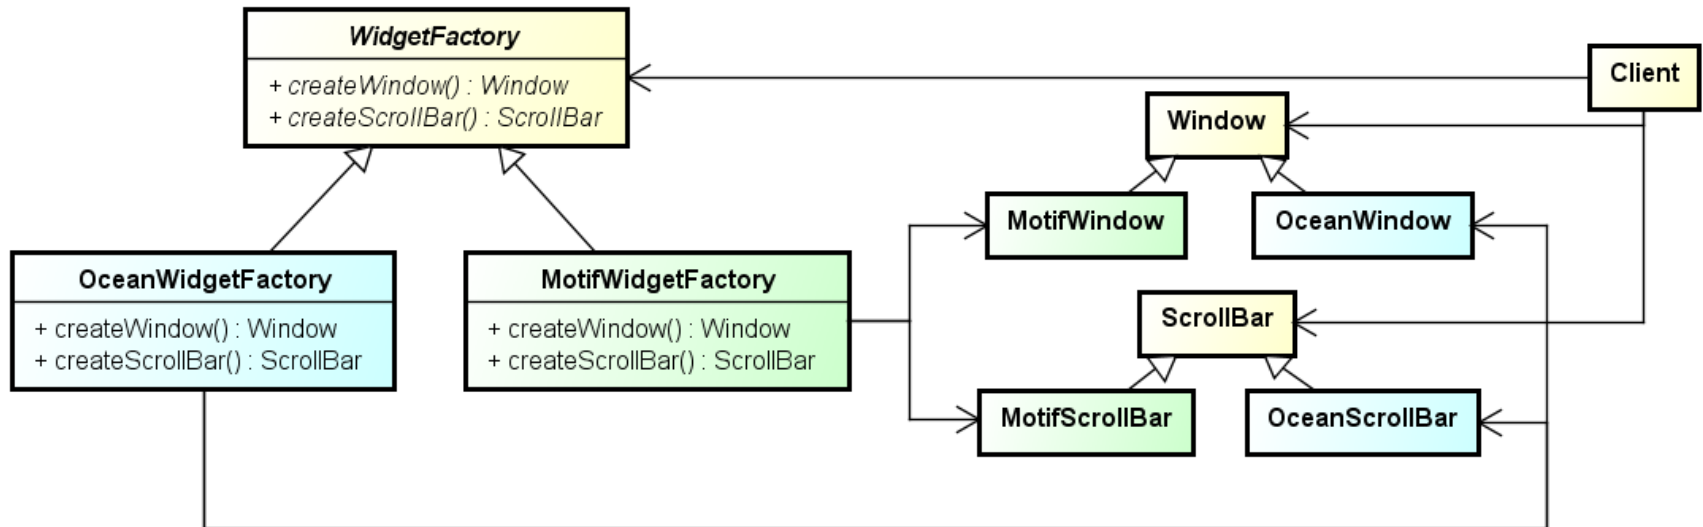 WidgetFactory
+ createWindow() : Window
+ createScrollBar() : ScrollBar
Client
Window
MotifWindow
OceanWindow
OceanWidgetFactory
+ createWindow() : Window
+ createScrollBar() : ScrollBar
MotifWidgetFactory
+ createWindow() : Window
+ createScrollBar() : ScrollBar
ScrollBar
MotifScrollBar
OceanScrollBar